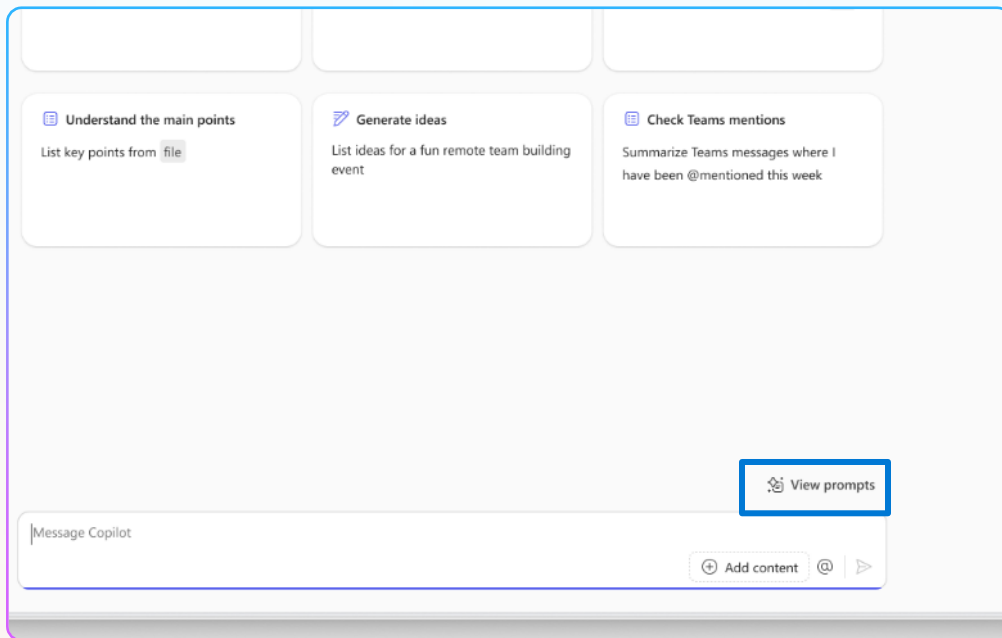 Understand the main points
List key points from file
Generate ideas
List ideas for a fun remote team building
event
Check Teams mentions
Summarize Teams messages where I
have been @mentioned this week
View prompts
Message Copilot
Add content @